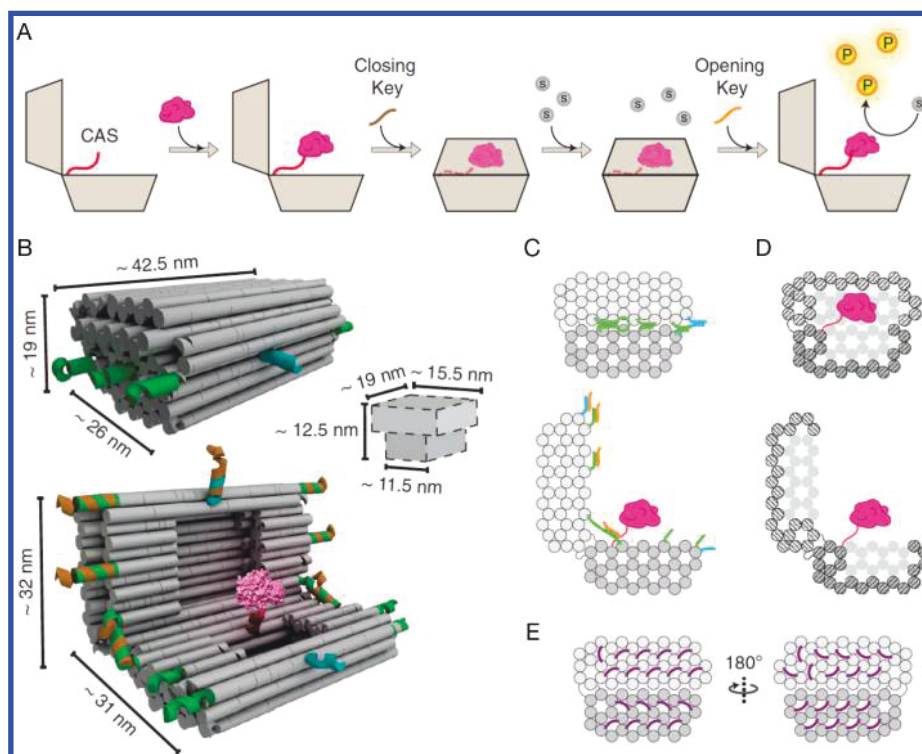 A
CAS
Closing
Key
S
S
S
S
S
S
Opening
Key
P
P
P
S
B
~ 42.5 nm
~ 19 nm
~ 26 nm
~ 19 nm
~ 15.5 nm
~ 12.5 nm
~ 11.5 nm
~ 32 nm
~ 31 nm
C
D
E
180°